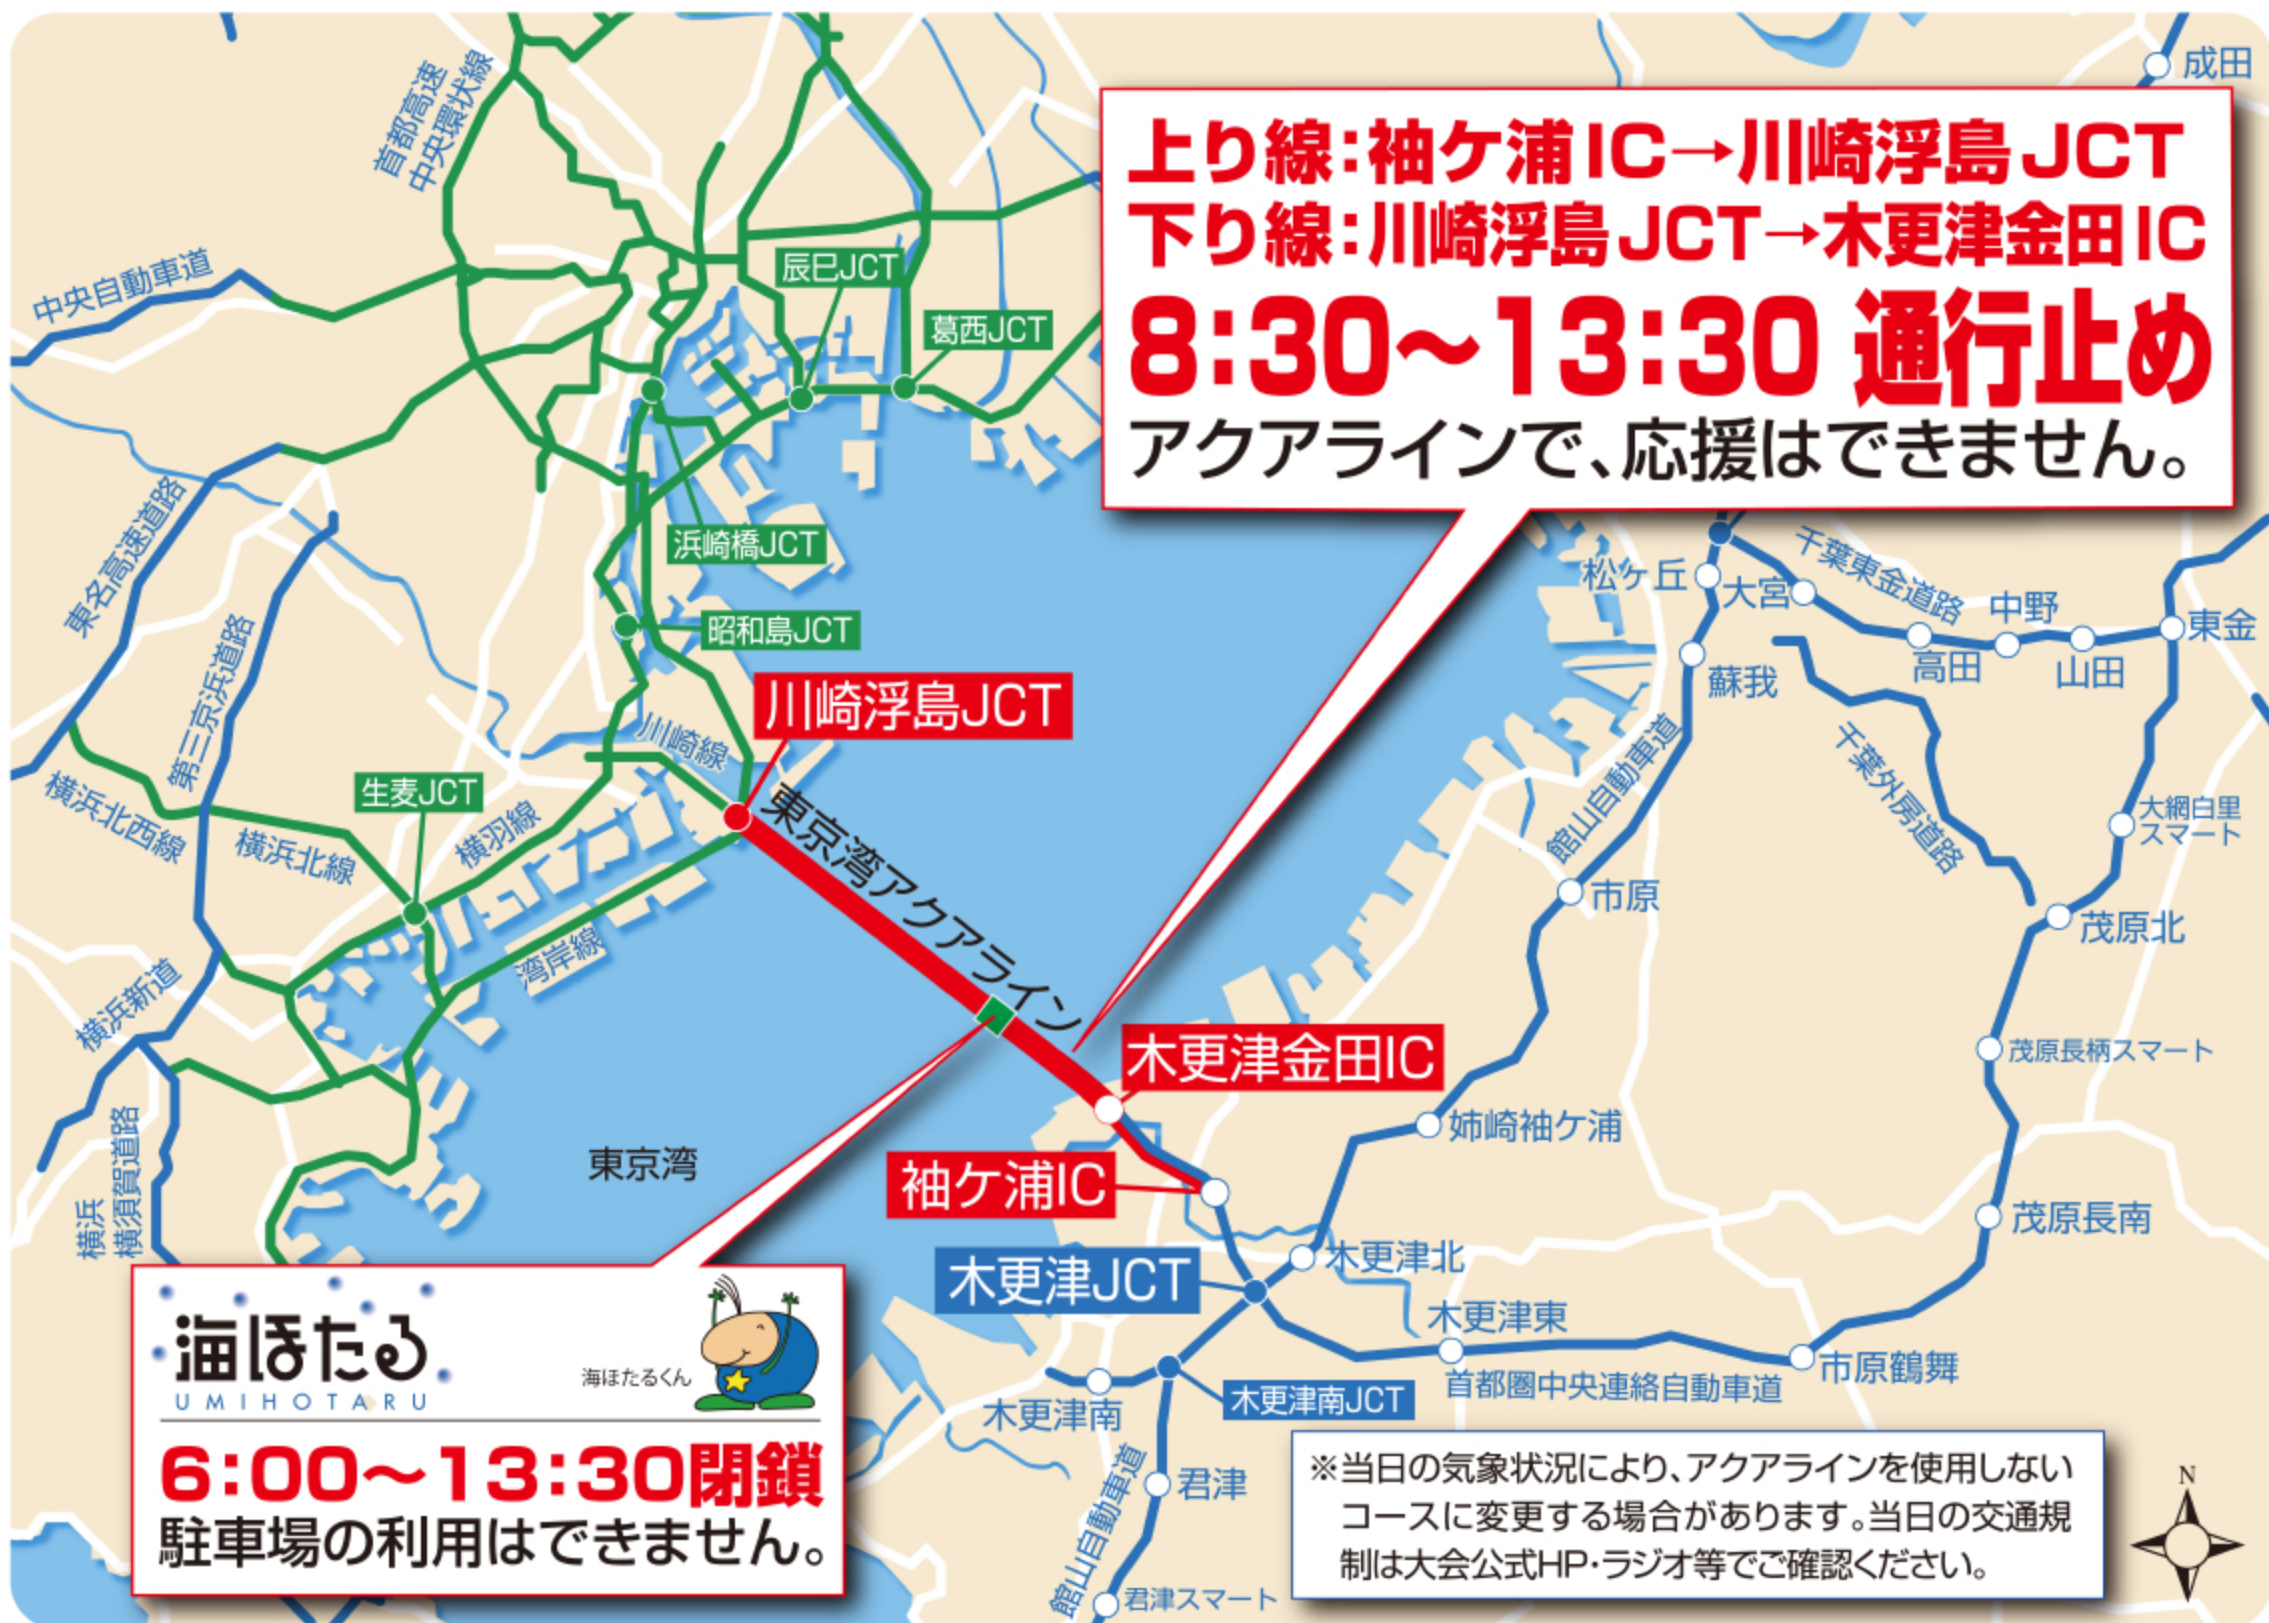 首都高速
中央環状線
成田
上り線：袖ケ浦IC→川崎浮島JCT
下り線：川崎浮島JCT→木更津金田IC
8：30〜13：30 通行止め
アクアラインで、応援はできません。
中央自動車道
辰巳JCT
葛西JCT
東名高速道路
浜崎橋JCT
昭和島JCT
第三京浜道路
川崎浮島JCT
川崎線
生麦JCT
横浜北西線
横浜北線
横羽線
湾岸線
横浜新道
横浜
横須賀道路
東京湾アクアライン
東京湾
松ヶ丘
大宮
千葉東金道路
高田
中野
山田
東金
蘇我
館山自動車道
千葉外房道路
大網白里
スマート
市原
茂原北
茂原長柄スマート
木更津金田IC
姉崎袖ケ浦
袖ケ浦IC
茂原長南
木更津JCT
木更津北
木更津東
首都圏中央連絡自動車道
市原鶴舞
木更津南
木更津南JCT
館山自動車道
君津
君津スマート
海ほたる
UMIHOTARU
海ほたるくん
6：00〜13：30閉鎖
駐車場の利用はできません。
※当日の気象状況により、アクアラインを使用しない
コースに変更する場合があります。当日の交通規
制は大会公式HP・ラジオ等でご確認ください。
N